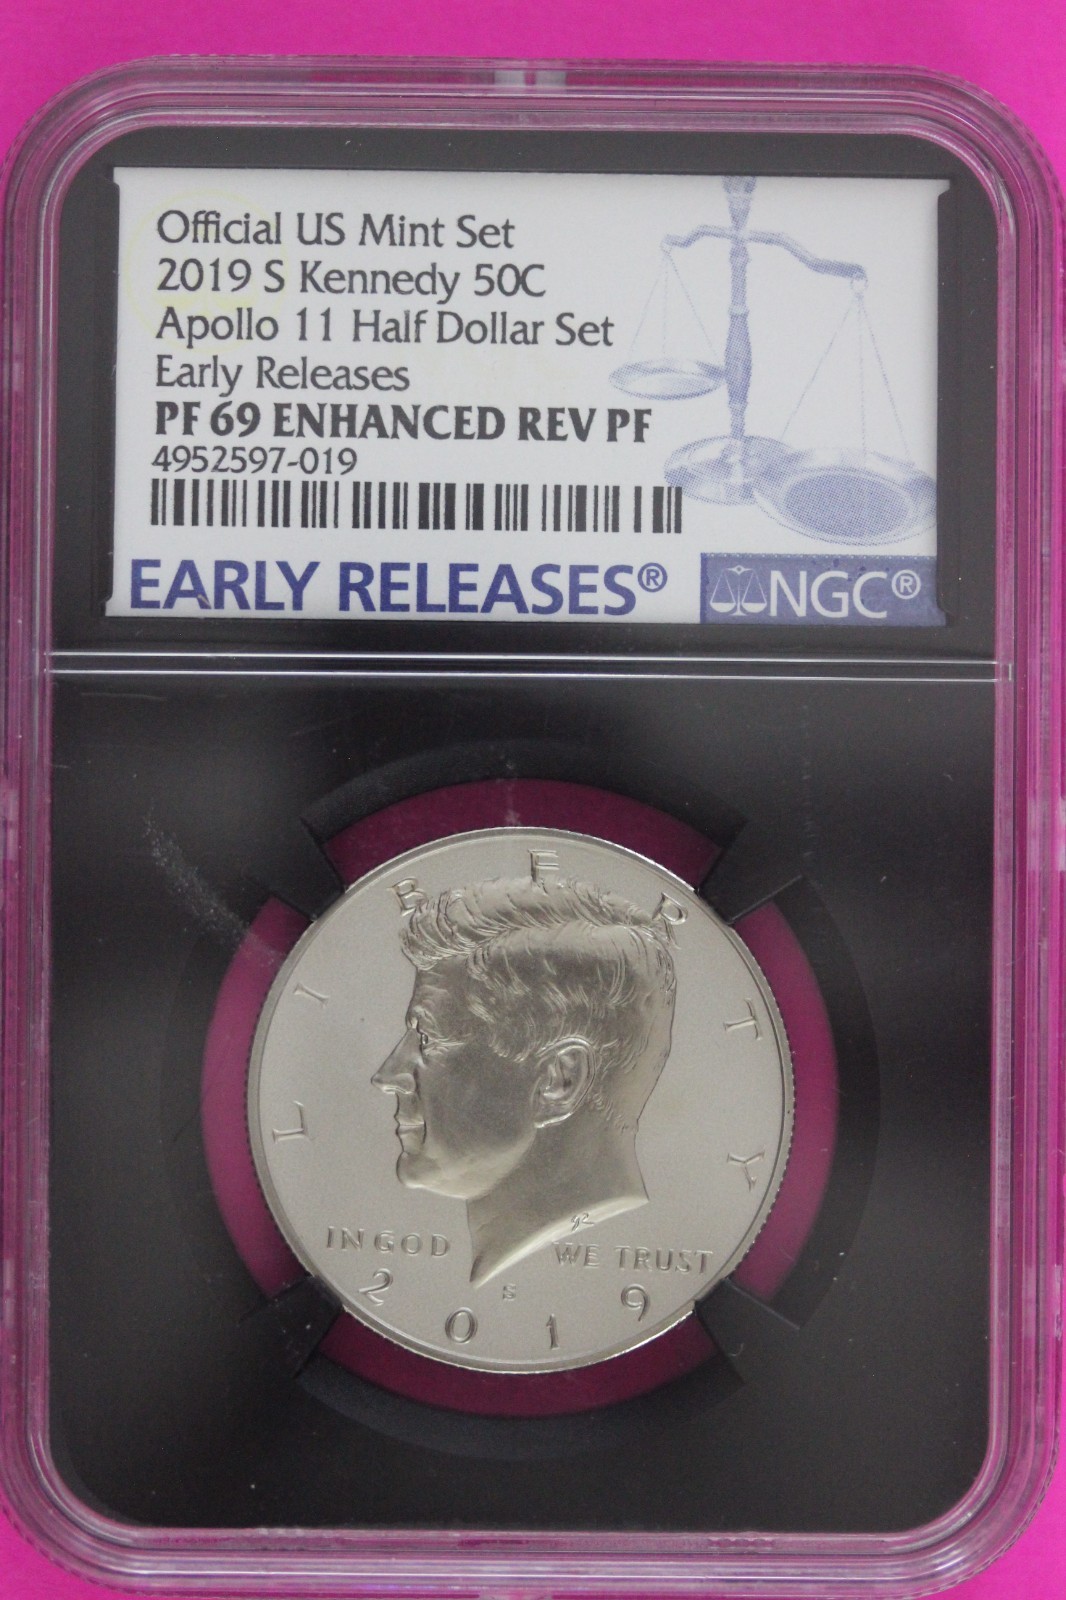 Official US Mint Set
2019 S Kennedy 50C
Apollo 11 Half Dollar Set
Early Releases
PF 69 ENHANCED REV PF
4952597-019
EARLY RELEASES®
NGC®
LIBERTY
IN GOD WE TRUST
S
2019